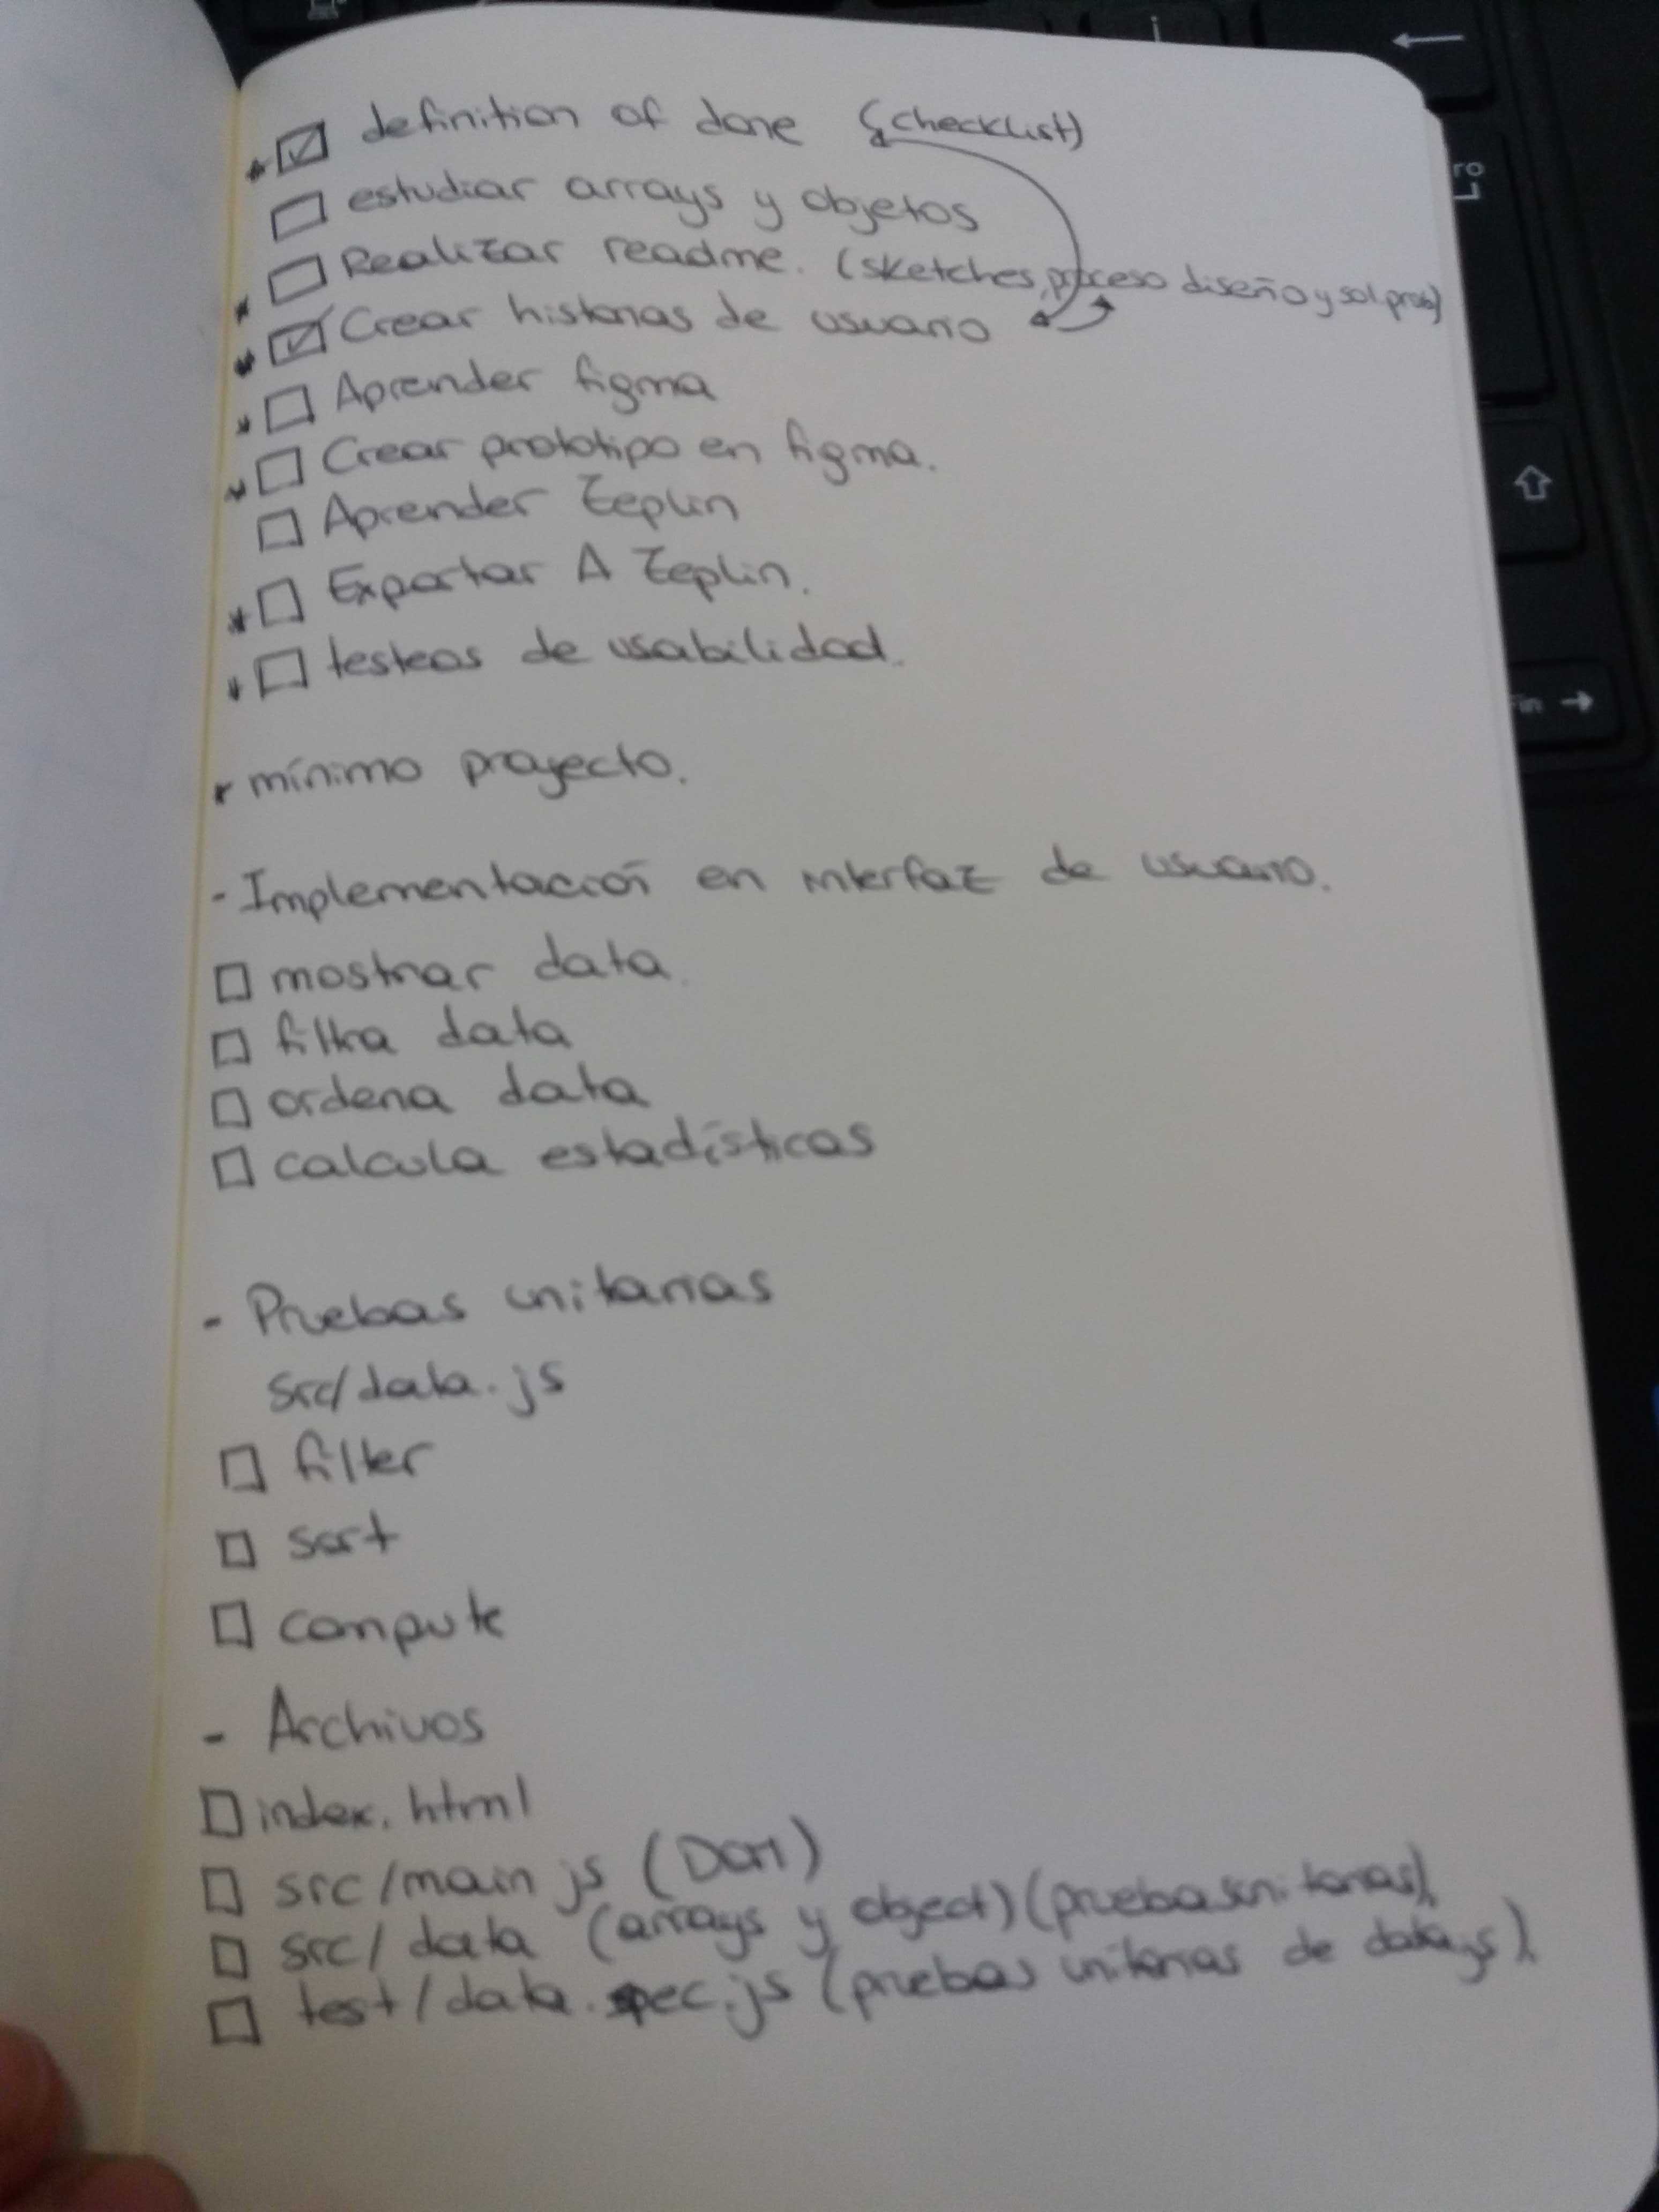 * ☑ definition of done (checklist)
☐ estudiar arrays y objetos
* ☐ Realizar readme. (sketches, proceso diseño y sol prob)
* ☑ Crear historias de usuario
* ☐ Aprender figma
* ☐ Crear prototipo en figma.
☐ Aprender Zeplin
* ☐ Exportar A Zeplin.
* ☐ testeos de usabilidad.
* mínimo proyecto.
- Implementación en interfaz de usuario.
☐ mostrar data.
☐ filtra data
☐ ordena data
☐ calcula estadísticas
- Pruebas unitarias
src/data.js
☐ filter
☐ sort
☐ compute
- Archivos
☐ index.html
☐ src/main js (DOM)
☐ src/data (arrays y object) (pruebas unitarias)
☐ test/data.spec.js (pruebas unitarias de data.js)
Fin →